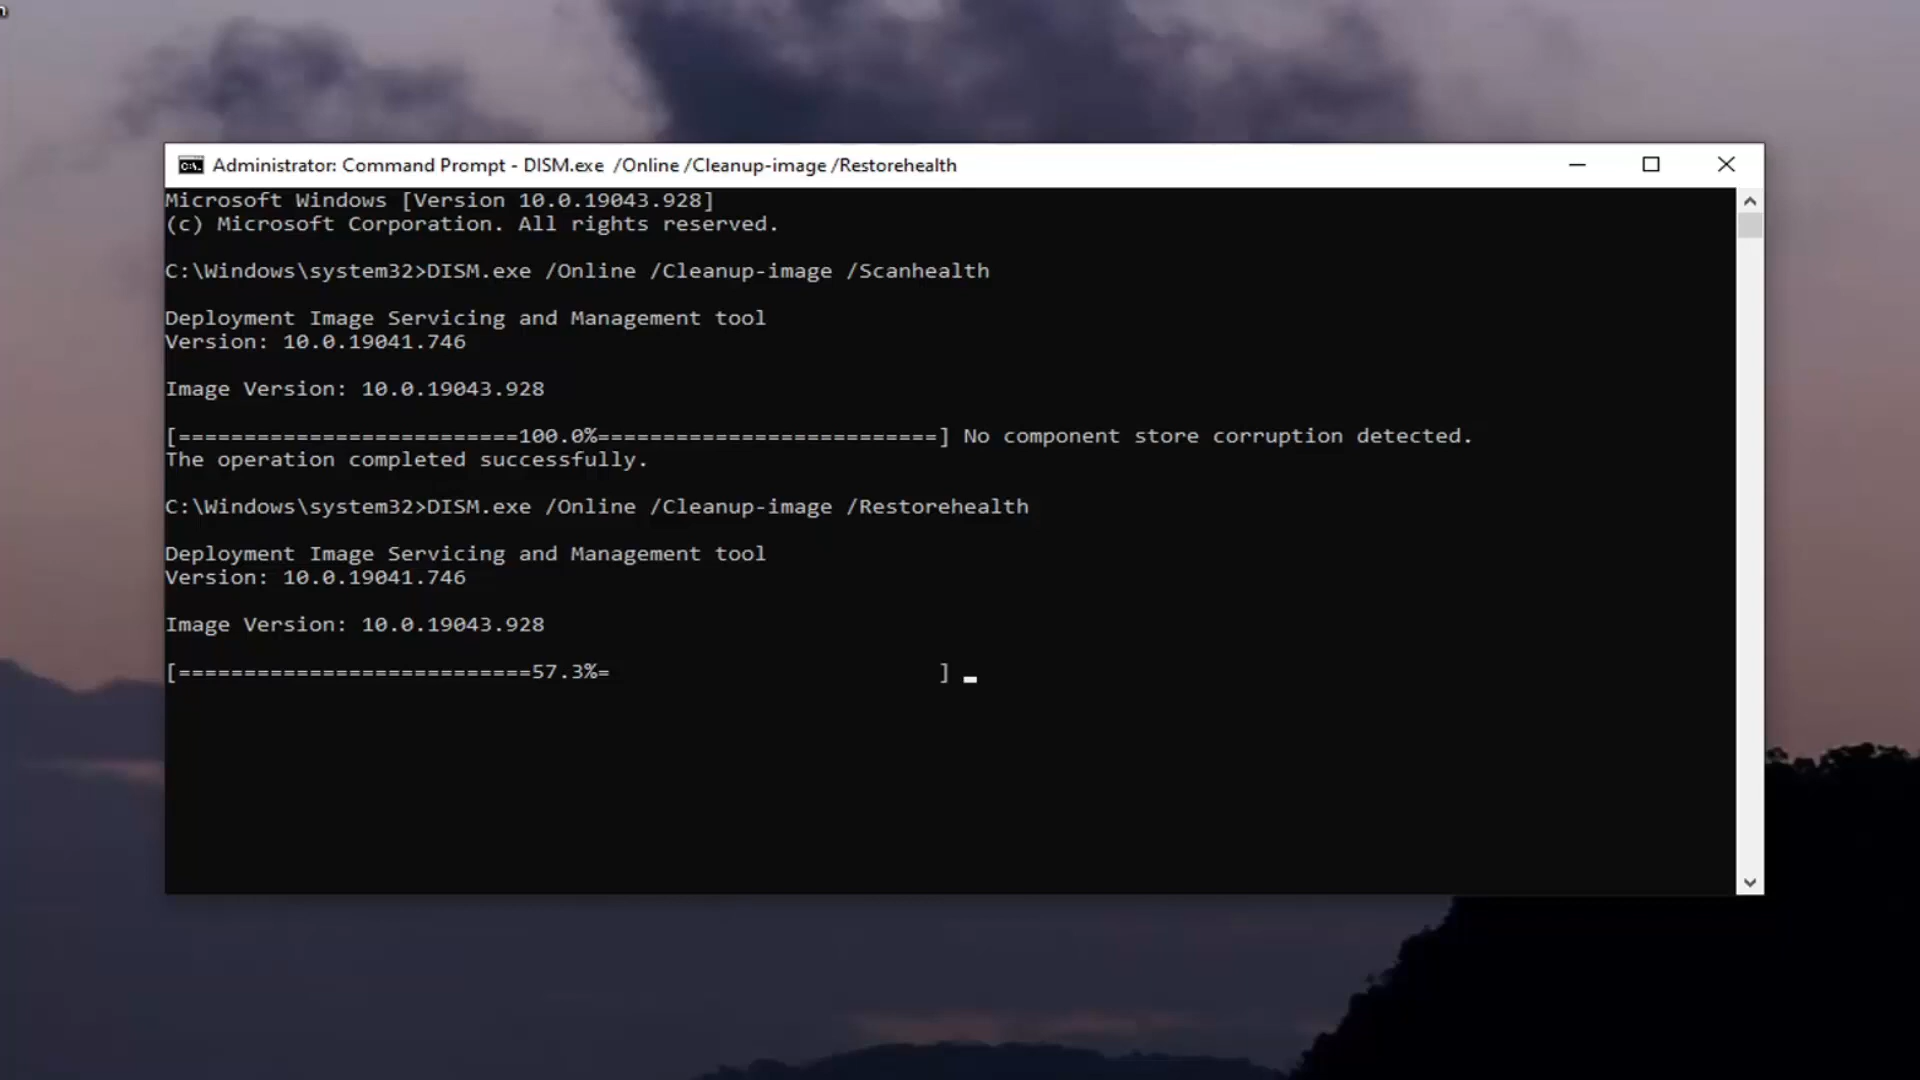 Administrator: Command Prompt - DISM.exe  /Online /Cleanup-image /Restorehealth
Microsoft Windows [Version 10.0.19043.928]
(c) Microsoft Corporation. All rights reserved.
C:\Windows\system32>DISM.exe /Online /Cleanup-image /Scanhealth
Deployment Image Servicing and Management tool
Version: 10.0.19041.746
Image Version: 10.0.19043.928
[==========================100.0%==========================] No component store corruption detected.
The operation completed successfully.
C:\Windows\system32>DISM.exe /Online /Cleanup-image /Restorehealth
Deployment Image Servicing and Management tool
Version: 10.0.19041.746
Image Version: 10.0.19043.928
[===========================57.3%=                         ]